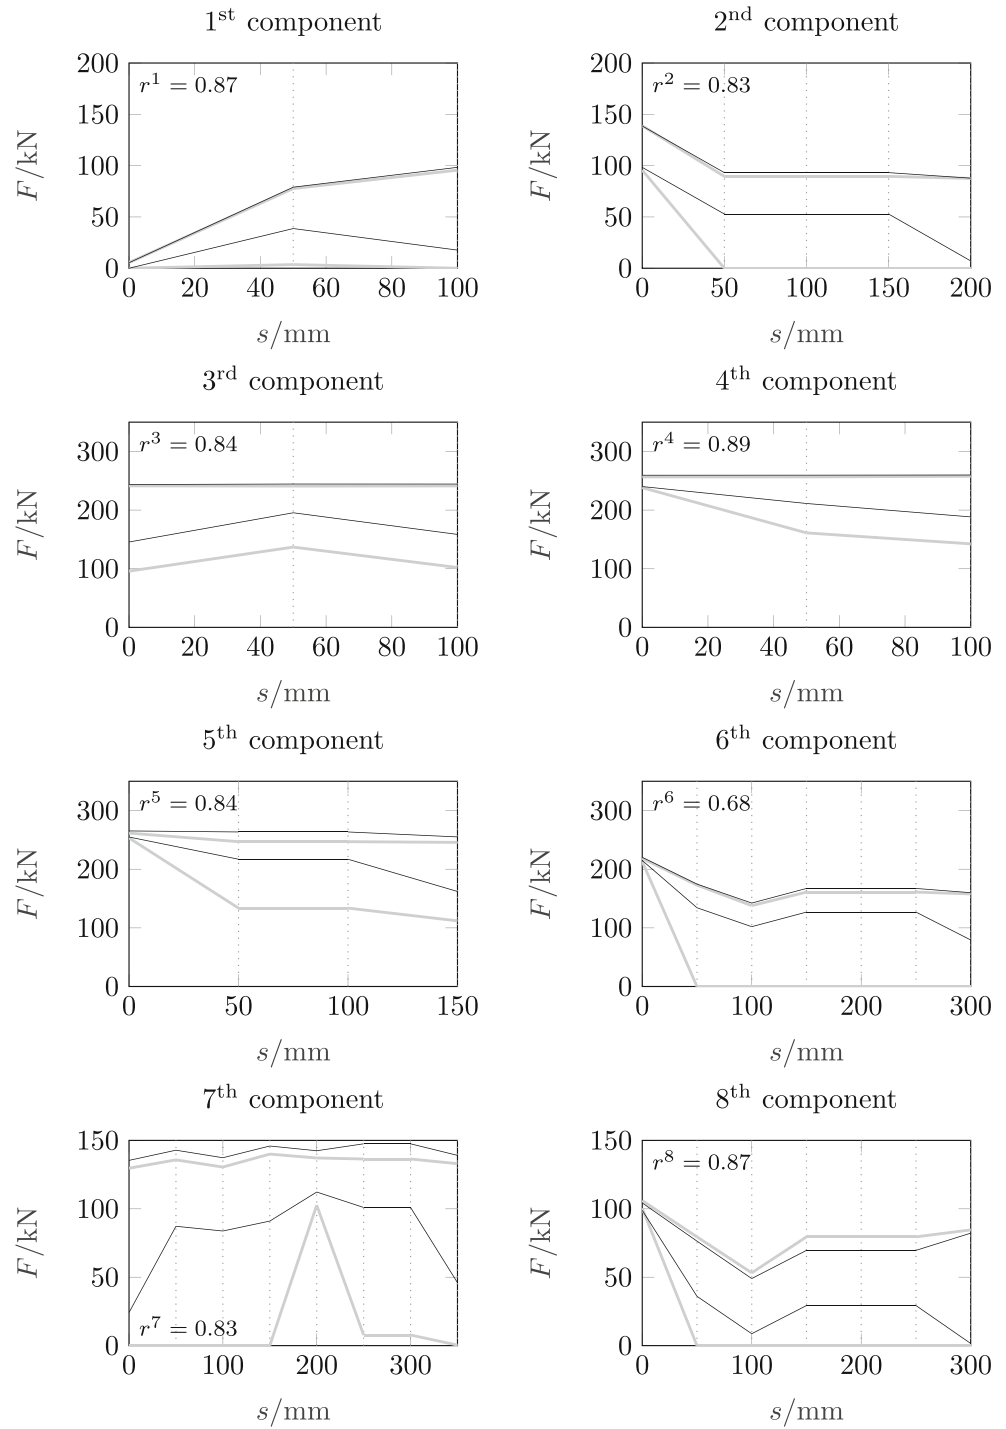 1st component
2nd component
200
150
100
50
0
F/kN
r¹ = 0.87
0 20 40 60 80 100
s/mm
200
150
100
50
0
F/kN
r² = 0.83
0 50 100 150 200
s/mm
3rd component
4th component
300
200
100
0
F/kN
r³ = 0.84
0 20 40 60 80 100
s/mm
300
200
100
0
F/kN
r⁴ = 0.89
0 20 40 60 80 100
s/mm
5th component
6th component
300
200
100
0
F/kN
r⁵ = 0.84
0 50 100 150
s/mm
300
200
100
0
F/kN
r⁶ = 0.68
0 100 200 300
s/mm
7th component
8th component
150
100
50
0
F/kN
r⁷ = 0.83
0 100 200 300
s/mm
150
100
50
0
F/kN
r⁸ = 0.87
0 100 200 300
s/mm